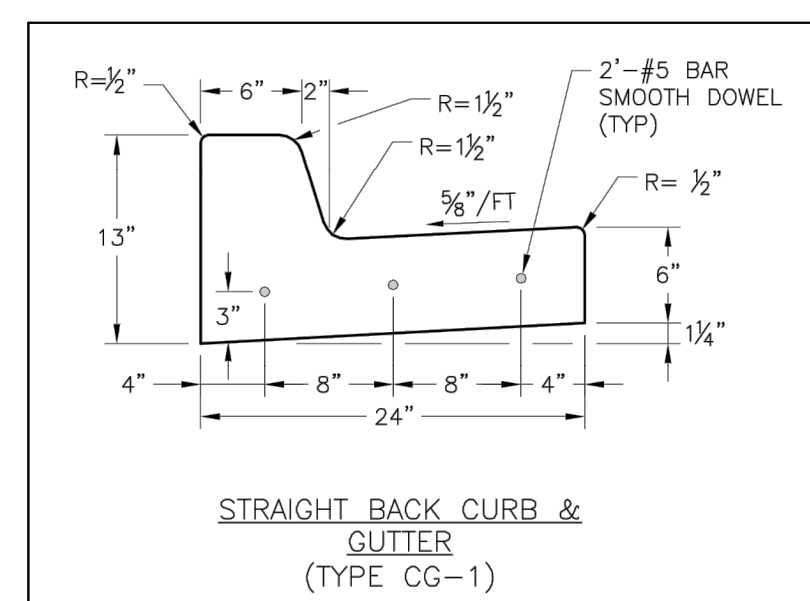 R=½"
6"
2"
R=1½"
R=1½"
2'-#5 BAR
SMOOTH DOWEL
(TYP)
⅝"/FT
R= ½"
13"
3"
6"
1¼"
4"
8"
8"
4"
24"
STRAIGHT BACK CURB &
GUTTER
(TYPE CG-1)